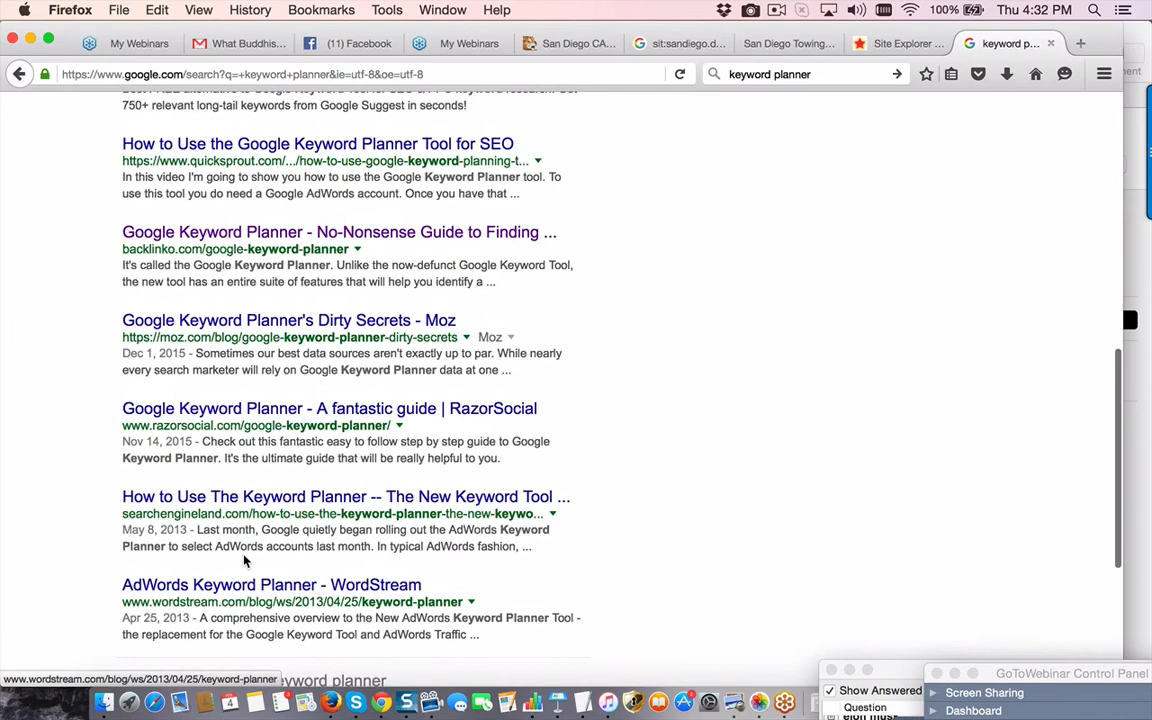 Firefox File Edit View History Bookmarks Tools Window Help 100% Thu 4:32 PM
My Webinars What Buddhis... (11) Facebook My Webinars San Diego CA... sit:sandiego.d... San Diego Towing... Site Explorer ... keyword p...
https://www.google.com/search?q=+keyword+planner&ie=utf-8&oe=utf-8 keyword planner
750+ relevant long-tail keywords from Google Suggest in seconds!
How to Use the Google Keyword Planner Tool for SEO
https://www.quicksprout.com/.../how-to-use-google-keyword-planning-t...
In this video I'm going to show you how to use the Google Keyword Planner tool. To
use this tool you do need a Google AdWords account. Once you have that ...
Google Keyword Planner - No-Nonsense Guide to Finding ...
backlinko.com/google-keyword-planner
It's called the Google Keyword Planner. Unlike the now-defunct Google Keyword Tool,
the new tool has an entire suite of features that will help you identify a ...
Google Keyword Planner's Dirty Secrets - Moz
https://moz.com/blog/google-keyword-planner-dirty-secrets Moz
Dec 1, 2015 - Sometimes our best data sources aren't exactly up to par. While nearly
every search marketer will rely on Google Keyword Planner data at one ...
Google Keyword Planner - A fantastic guide | RazorSocial
www.razorsocial.com/google-keyword-planner/
Nov 14, 2015 - Check out this fantastic easy to follow step by step guide to Google
Keyword Planner. It's the ultimate guide that will be really helpful to you.
How to Use The Keyword Planner -- The New Keyword Tool ...
searchengineland.com/how-to-use-the-keyword-planner-the-new-keywo...
May 8, 2013 - Last month, Google quietly began rolling out the AdWords Keyword
Planner to select AdWords accounts last month. In typical AdWords fashion, ...
AdWords Keyword Planner - WordStream
www.wordstream.com/blog/ws/2013/04/25/keyword-planner
Apr 25, 2013 - A comprehensive overview to the New AdWords Keyword Planner Tool -
the replacement for the Google Keyword Tool and AdWords Traffic ...
www.wordstream.com/blog/ws/2013/04/25/keyword-planner
yword planner
GoToWebinar Control Panel
Show Answered
Screen Sharing
Question
Dashboard